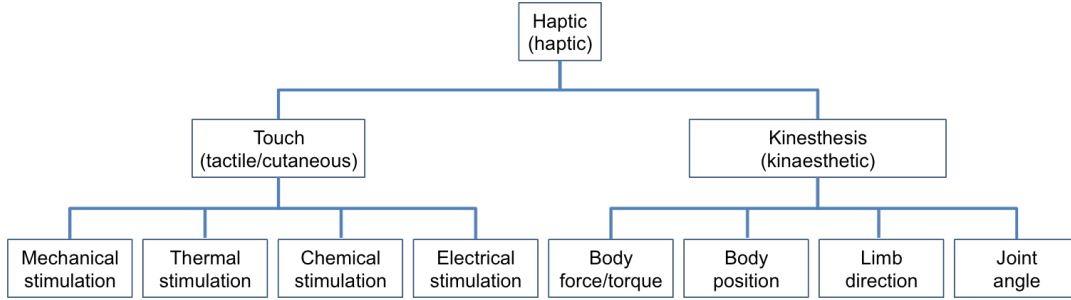 Haptic
(haptic)
Touch
(tactile/cutaneous)
Kinesthesis
(kinaesthetic)
Mechanical
stimulation
Thermal
stimulation
Chemical
stimulation
Electrical
stimulation
Body
force/torque
Body
position
Limb
direction
Joint
angle